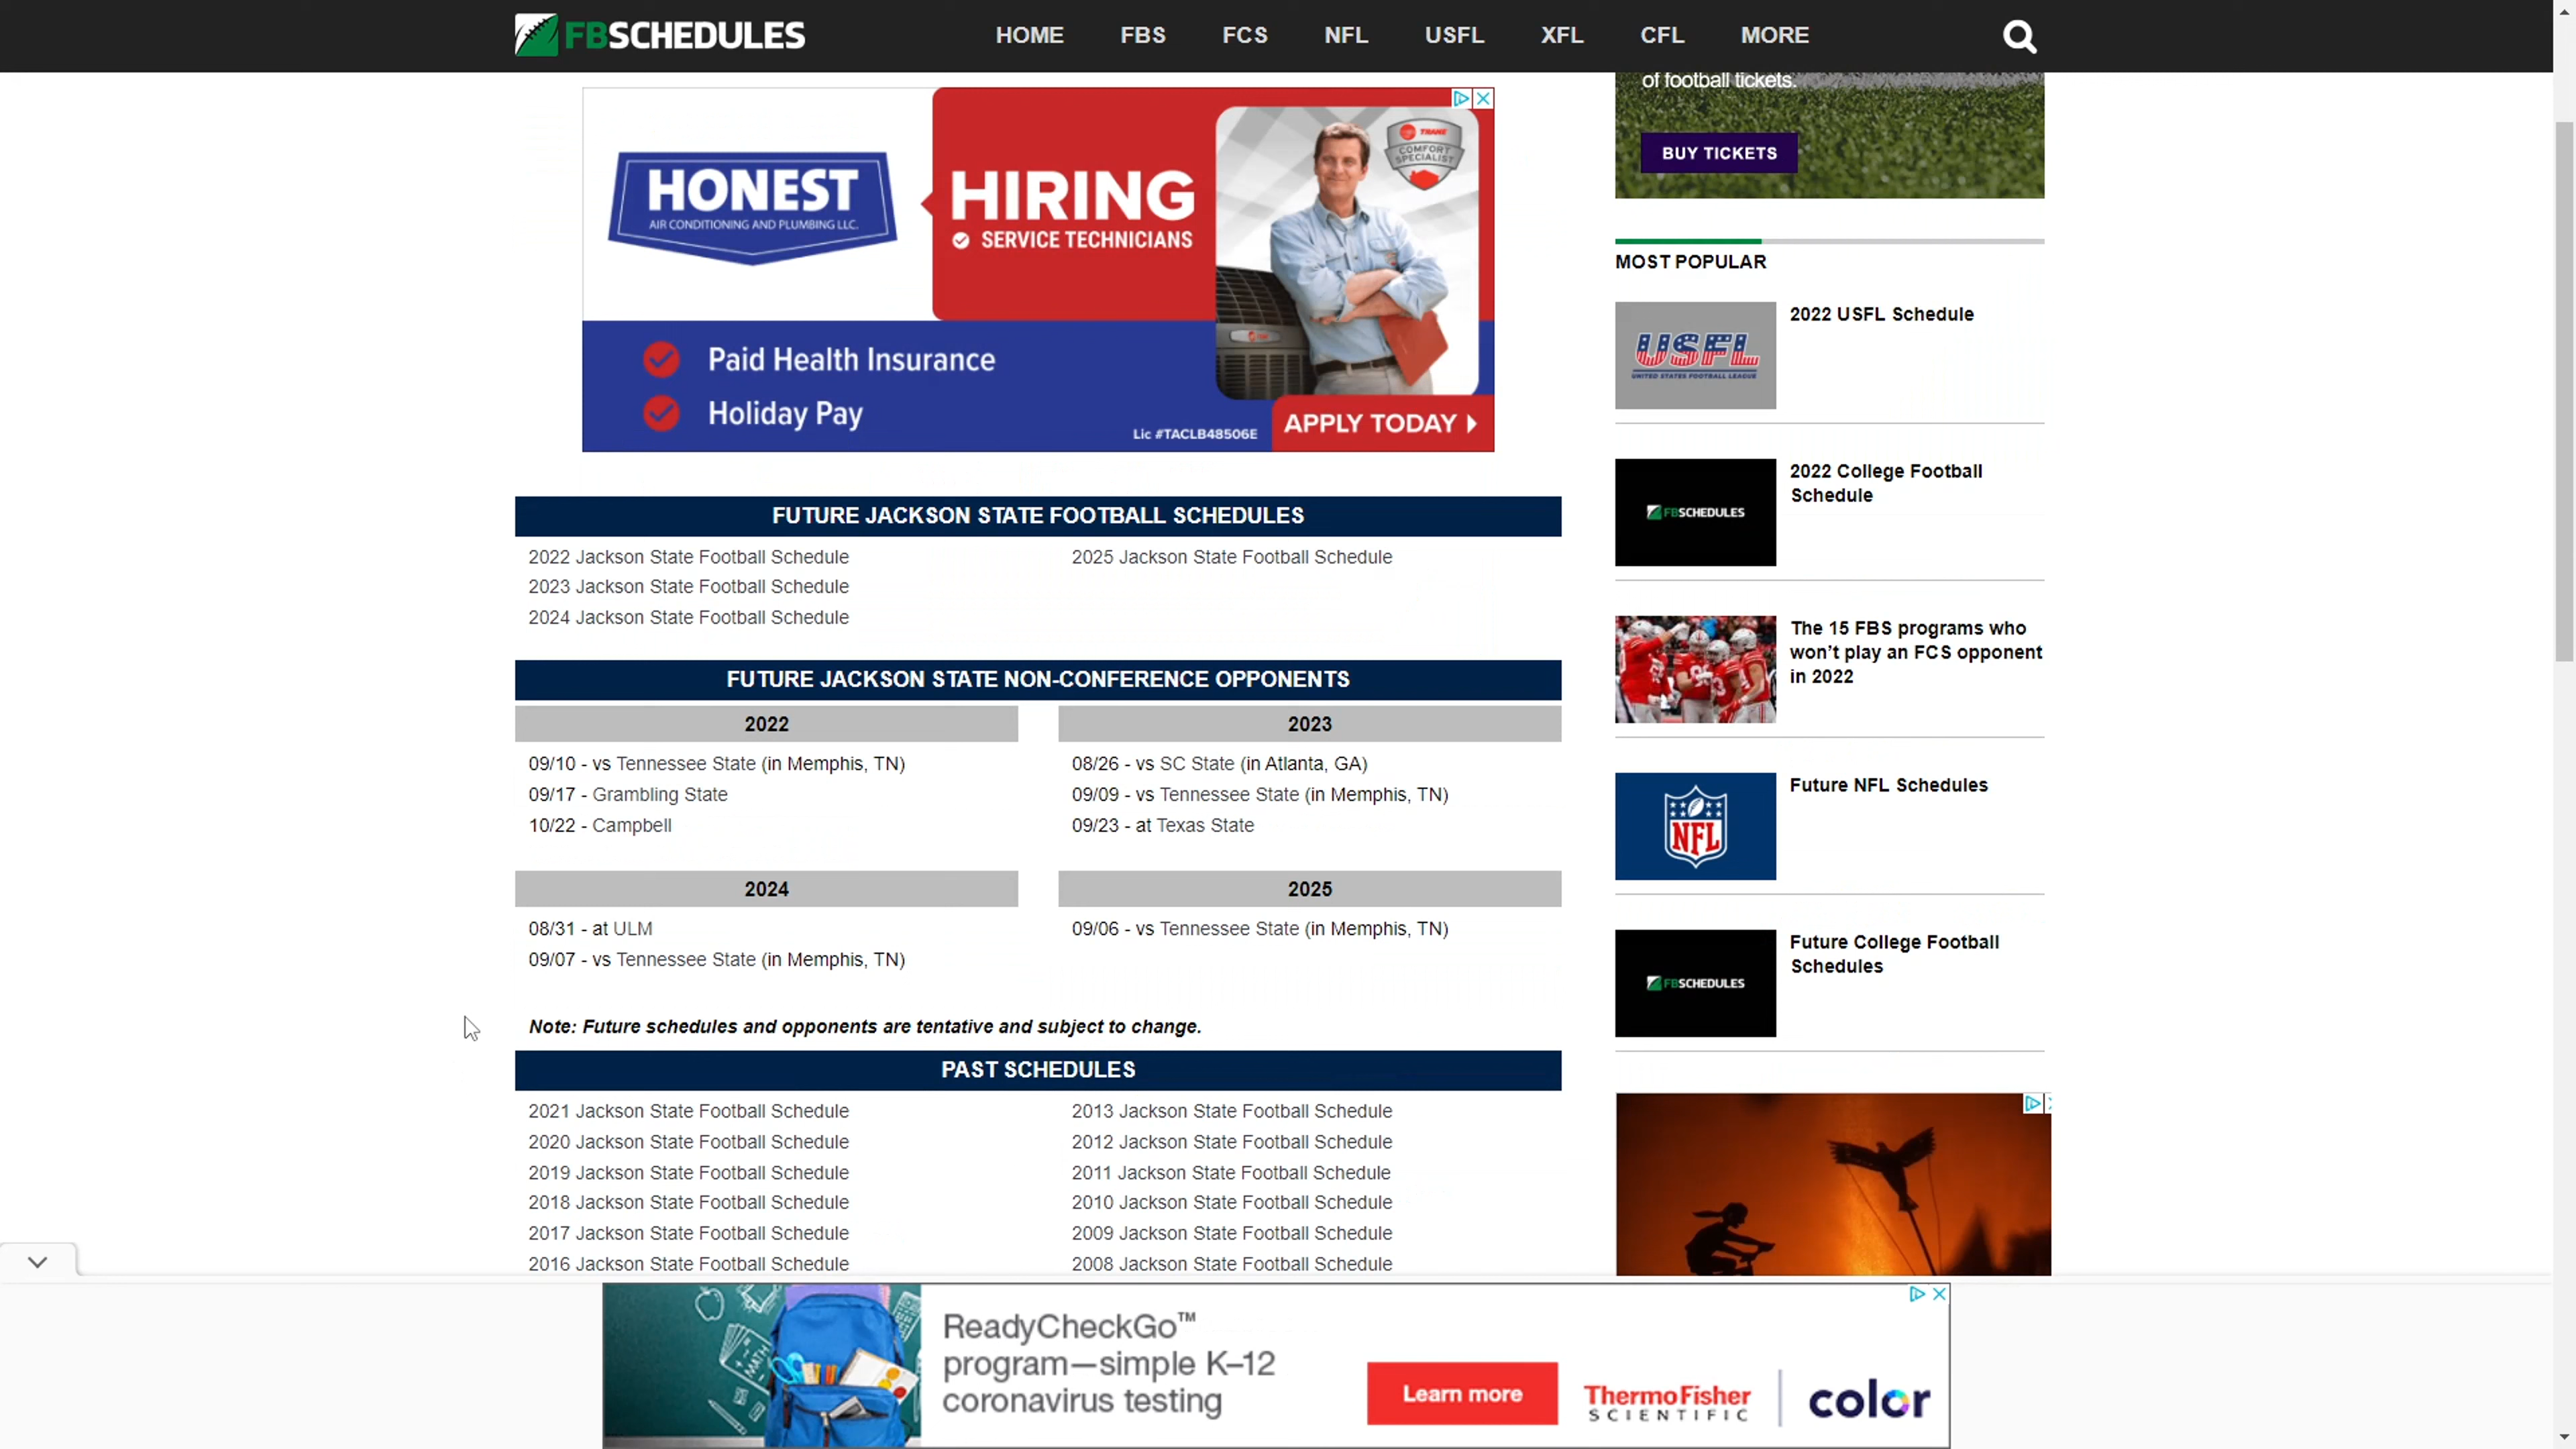 FBSCHEDULES
HOME
FBS
FCS
NFL
USFL
XFL
CFL
MORE
of football tickets.
BUY TICKETS
HONEST
AIR CONDITIONING AND PLUMBING LLC.
HIRING
SERVICE TECHNICIANS
TRANE
COMFORT
SPECIALIST
Paid Health Insurance
Holiday Pay
Lic #TACLB48506E
APPLY TODAY
MOST POPULAR
USFL
UNITED STATES FOOTBALL LEAGUE
2022 USFL Schedule
FBSCHEDULES
2022 College Football
Schedule
The 15 FBS programs who
won't play an FCS opponent
in 2022
NFL
Future NFL Schedules
FBSCHEDULES
Future College Football
Schedules
FUTURE JACKSON STATE FOOTBALL SCHEDULES
2022 Jackson State Football Schedule
2023 Jackson State Football Schedule
2024 Jackson State Football Schedule
2025 Jackson State Football Schedule
FUTURE JACKSON STATE NON-CONFERENCE OPPONENTS
2022
09/10 - vs Tennessee State (in Memphis, TN)
09/17 - Grambling State
10/22 - Campbell
2023
08/26 - vs SC State (in Atlanta, GA)
09/09 - vs Tennessee State (in Memphis, TN)
09/23 - at Texas State
2024
08/31 - at ULM
09/07 - vs Tennessee State (in Memphis, TN)
2025
09/06 - vs Tennessee State (in Memphis, TN)
Note: Future schedules and opponents are tentative and subject to change.
PAST SCHEDULES
2021 Jackson State Football Schedule
2020 Jackson State Football Schedule
2019 Jackson State Football Schedule
2018 Jackson State Football Schedule
2017 Jackson State Football Schedule
2016 Jackson State Football Schedule
2013 Jackson State Football Schedule
2012 Jackson State Football Schedule
2011 Jackson State Football Schedule
2010 Jackson State Football Schedule
2009 Jackson State Football Schedule
2008 Jackson State Football Schedule
MATH
ReadyCheckGo™
program—simple K–12
coronavirus testing
Learn more
ThermoFisher
SCIENTIFIC
color